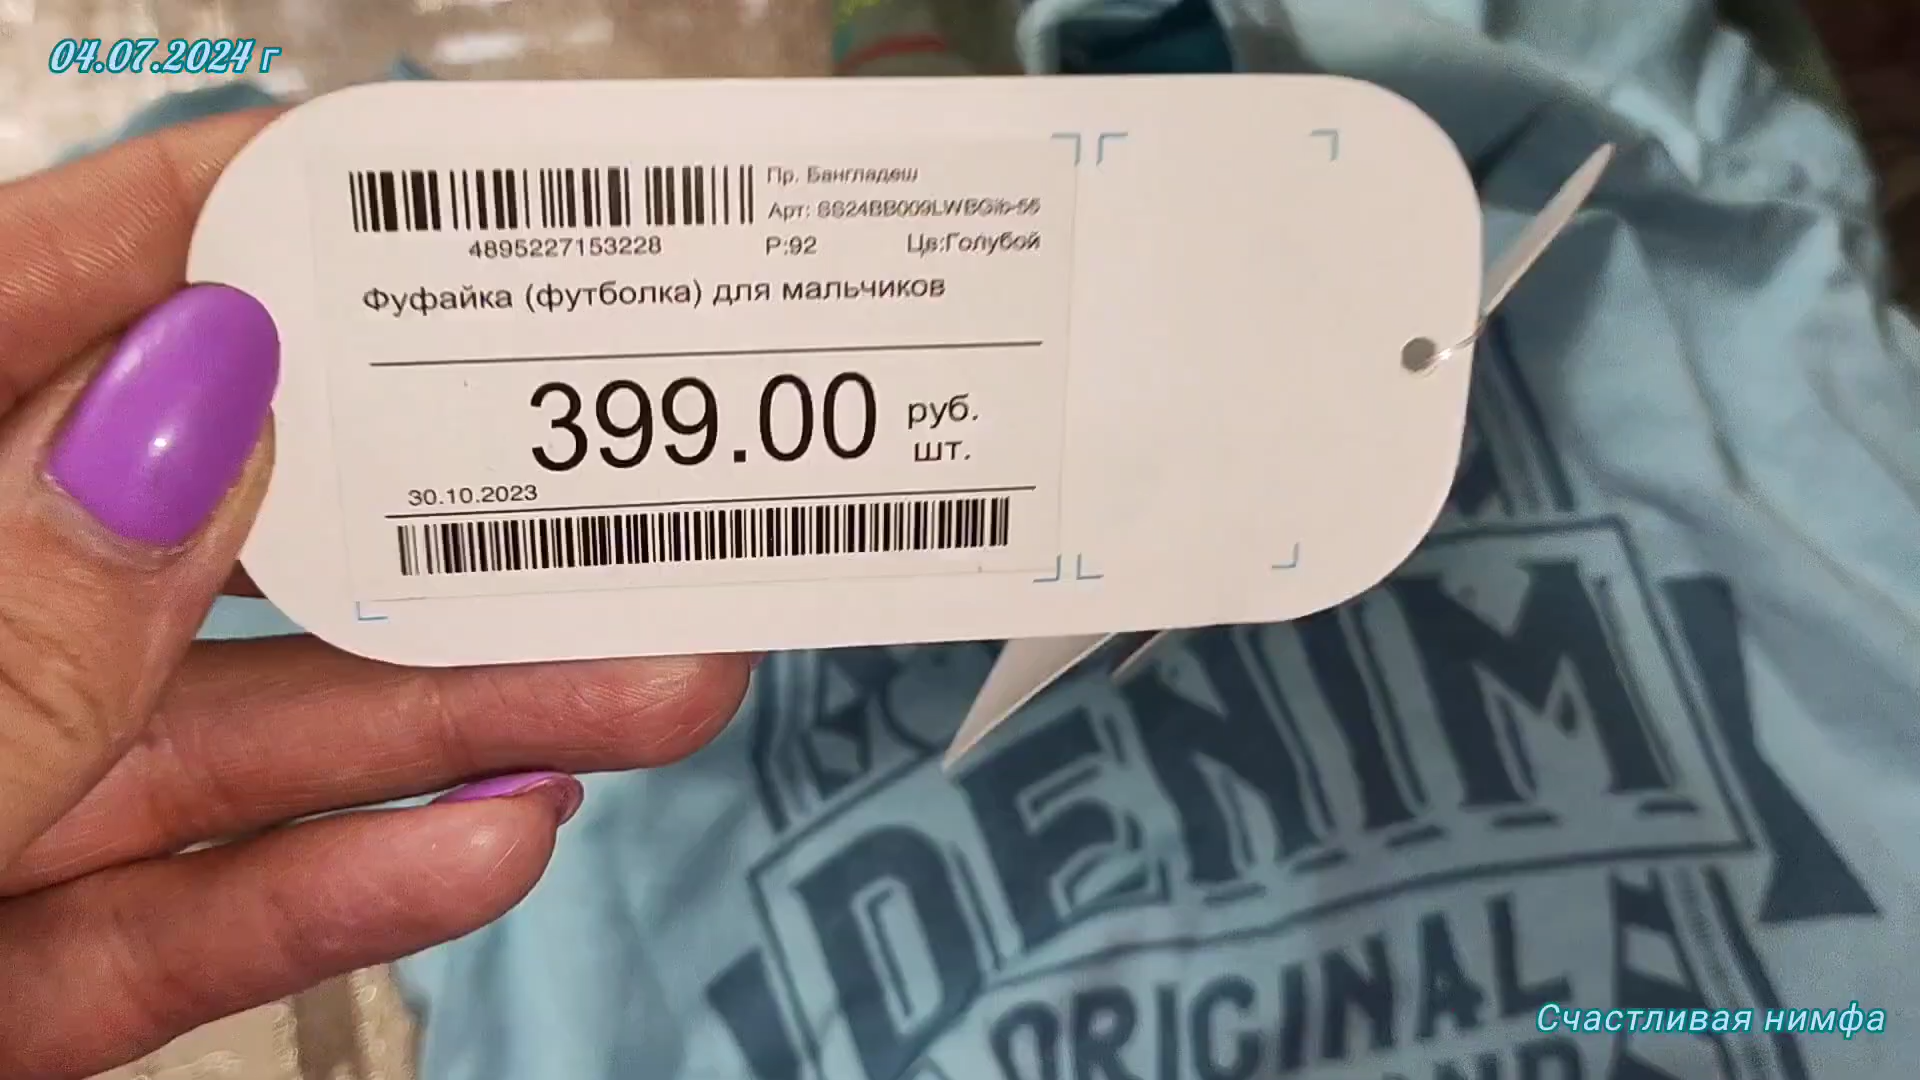 04.07.2024 г
Пр. Бангладеш
4895227153228
Р:92
Цв:Голубой
Фуфайка (футболка) для мальчиков
399.00 руб.
шт.
30.10.2023
DENIM
ORIGINAL
Счастливая нимфа